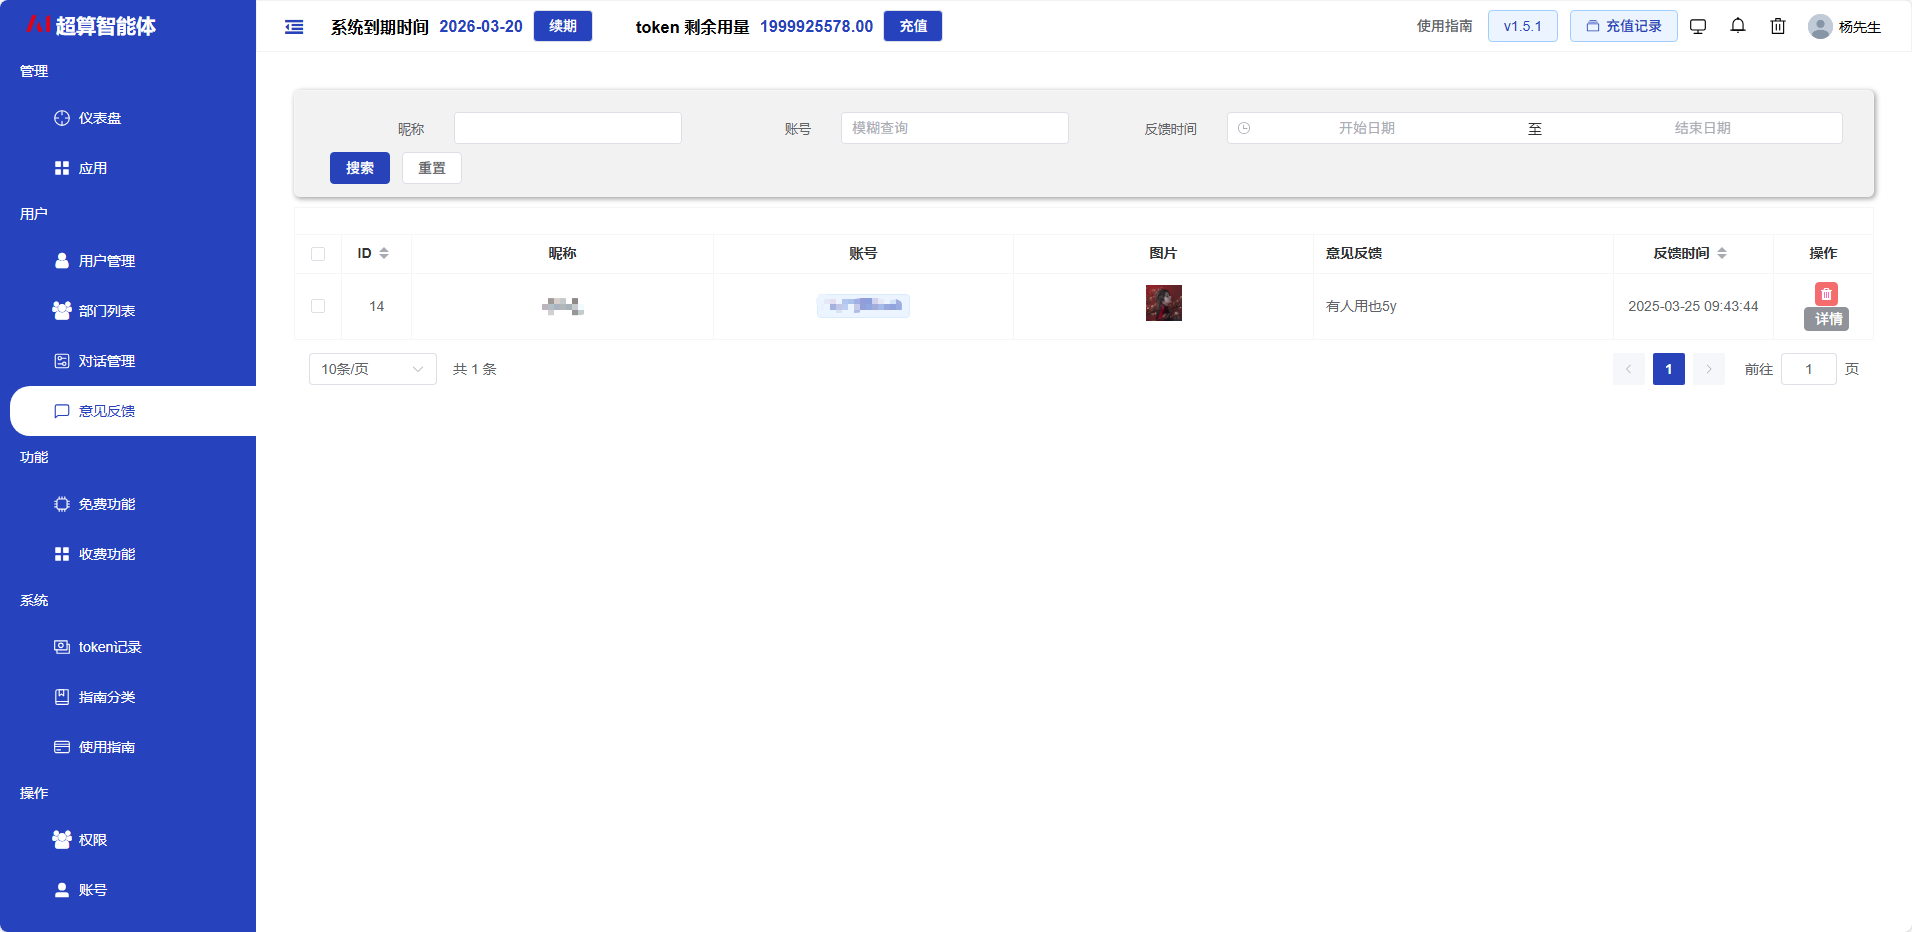 AI 超算智能体
系统到期时间 2026-03-20 续期 token 剩余用量 1999925578.00 充值 使用指南 v1.5.1 充值记录 杨先生
管理
仪表盘
应用
用户
用户管理
部门列表
对话管理
意见反馈
功能
免费功能
收费功能
系统
token记录
指南分类
使用指南
操作
权限
账号
昵称 账号 模糊查询 反馈时间 开始日期 至 结束日期
搜索 重置
ID 昵称 账号 图片 意见反馈 反馈时间 操作
14 有人用也5y 2025-03-25 09:43:44
详情
10条/页 共 1 条 1 前往 1 页